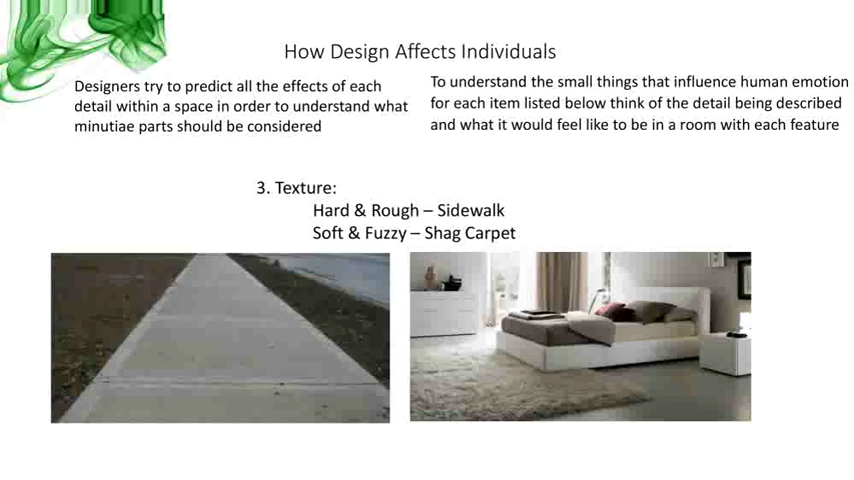 How Design Affects Individuals
Designers try to predict all the effects of each
detail within a space in order to understand what
minutiae parts should be considered
To understand the small things that influence human emotion
for each item listed below think of the detail being described
and what it would feel like to be in a room with each feature
3. Texture:
Hard & Rough – Sidewalk
Soft & Fuzzy – Shag Carpet